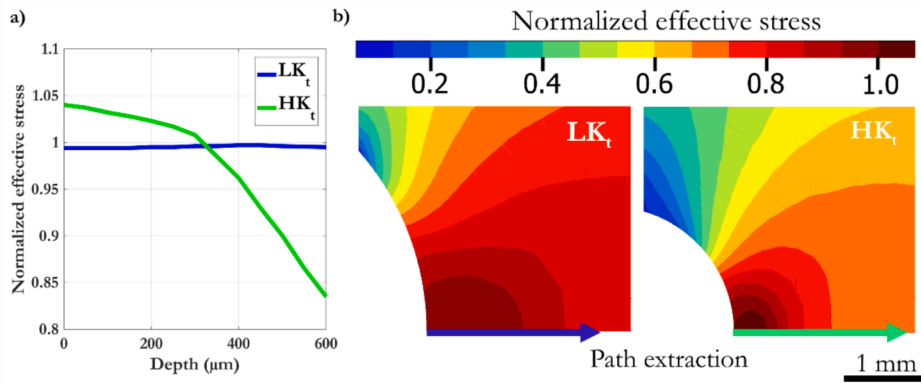 a)
Normalized effective stress
1.1
1.05
1
0.95
0.9
0.85
0.8
0
200
400
600
Depth (µm)
LKt
HKt
b)
Normalized effective stress
0.2 0.4 0.6 0.8 1.0
LKt
HKt
Path extraction
1 mm